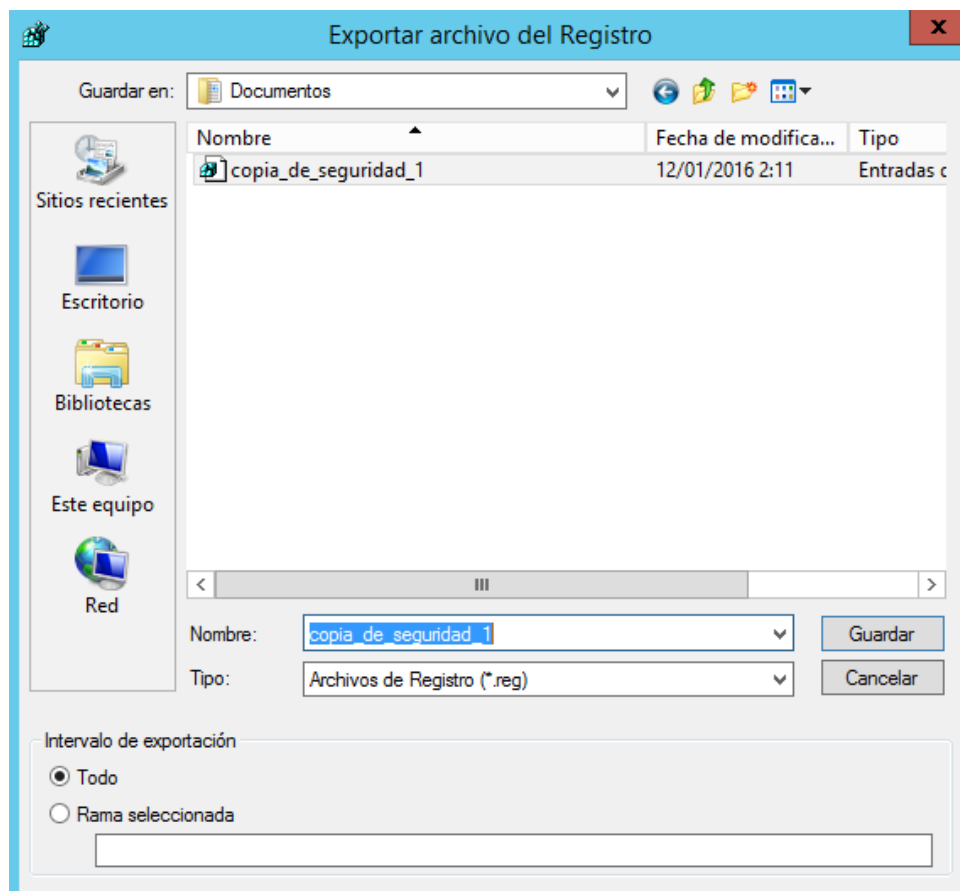 Exportar archivo del Registro
x
Guardar en:
Documentos
Nombre
Fecha de modifica...
Tipo
copia_de_seguridad_1
12/01/2016 2:11
Entradas c
Sitios recientes
Escritorio
Bibliotecas
Este equipo
Red
Nombre:
copia_de_seguridad_1
Guardar
Tipo:
Archivos de Registro (*.reg)
Cancelar
Intervalo de exportación
Todo
Rama seleccionada